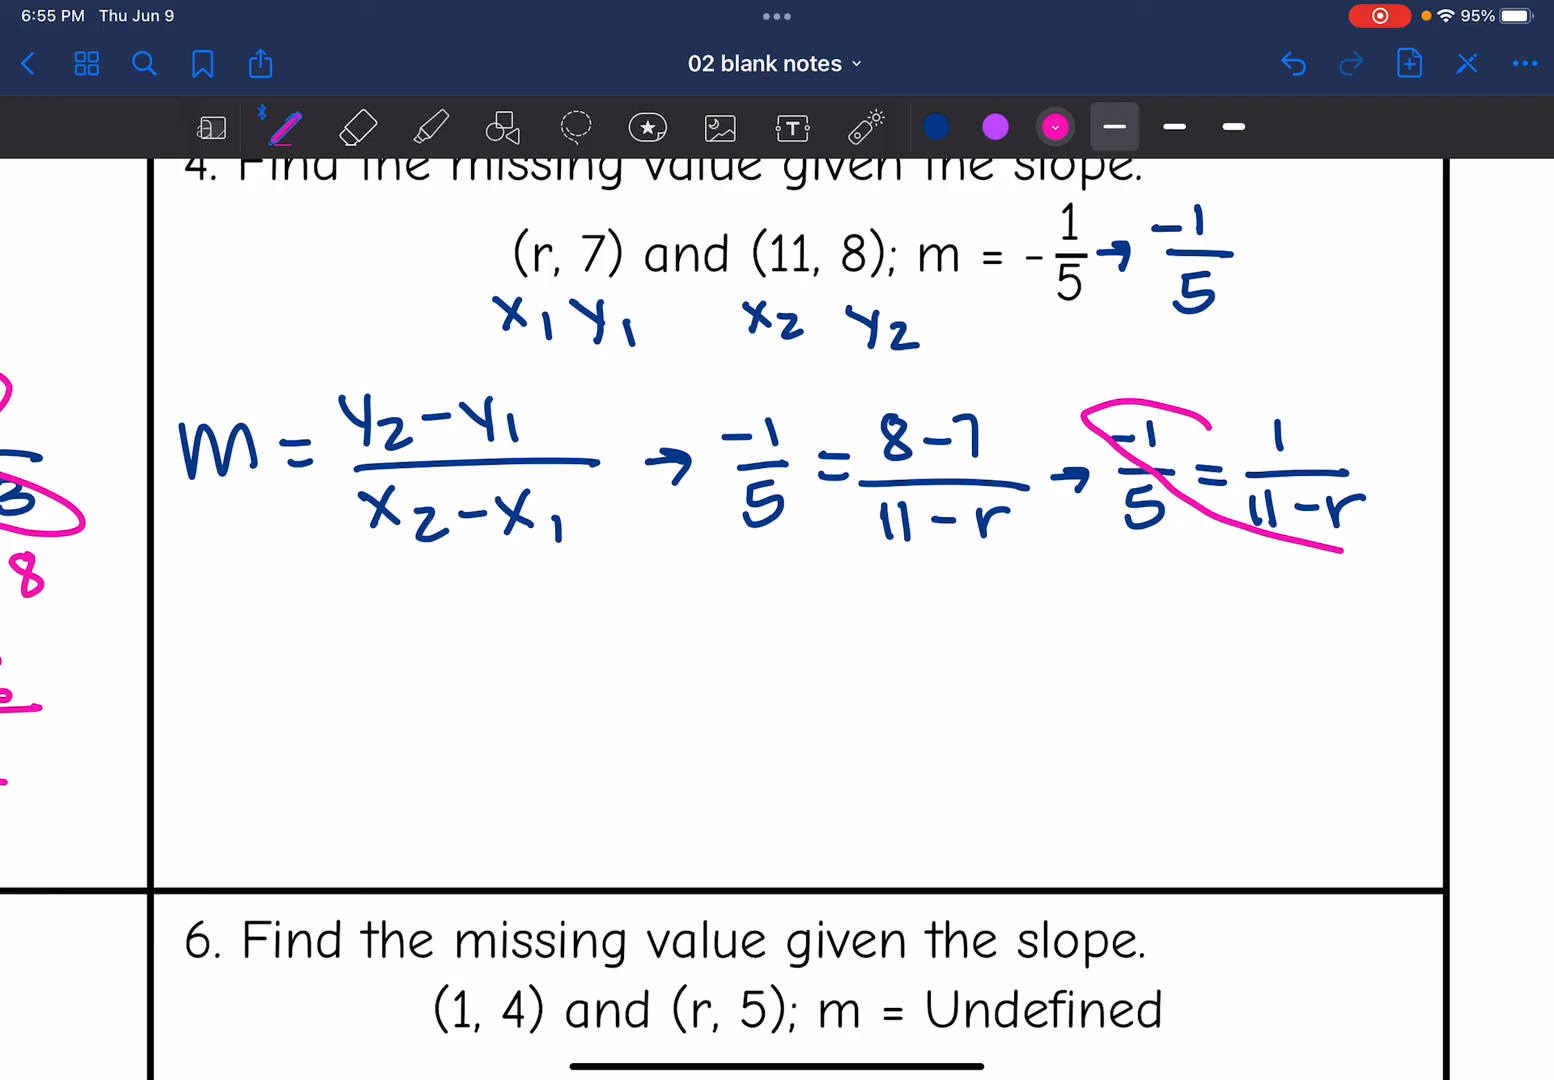 6:55 PM Thu Jun 9
95%
02 blank notes
T
4. Find the missing value given the slope.
(r, 7) and (11, 8); m = -1/5 → -1/5
x1 y1 x2 y2
m = y2-y1/x2-x1 → -1/5 = 8-7/11-r → -1/5 = 1/11-r
3
8
6. Find the missing value given the slope.
(1, 4) and (r, 5); m = Undefined